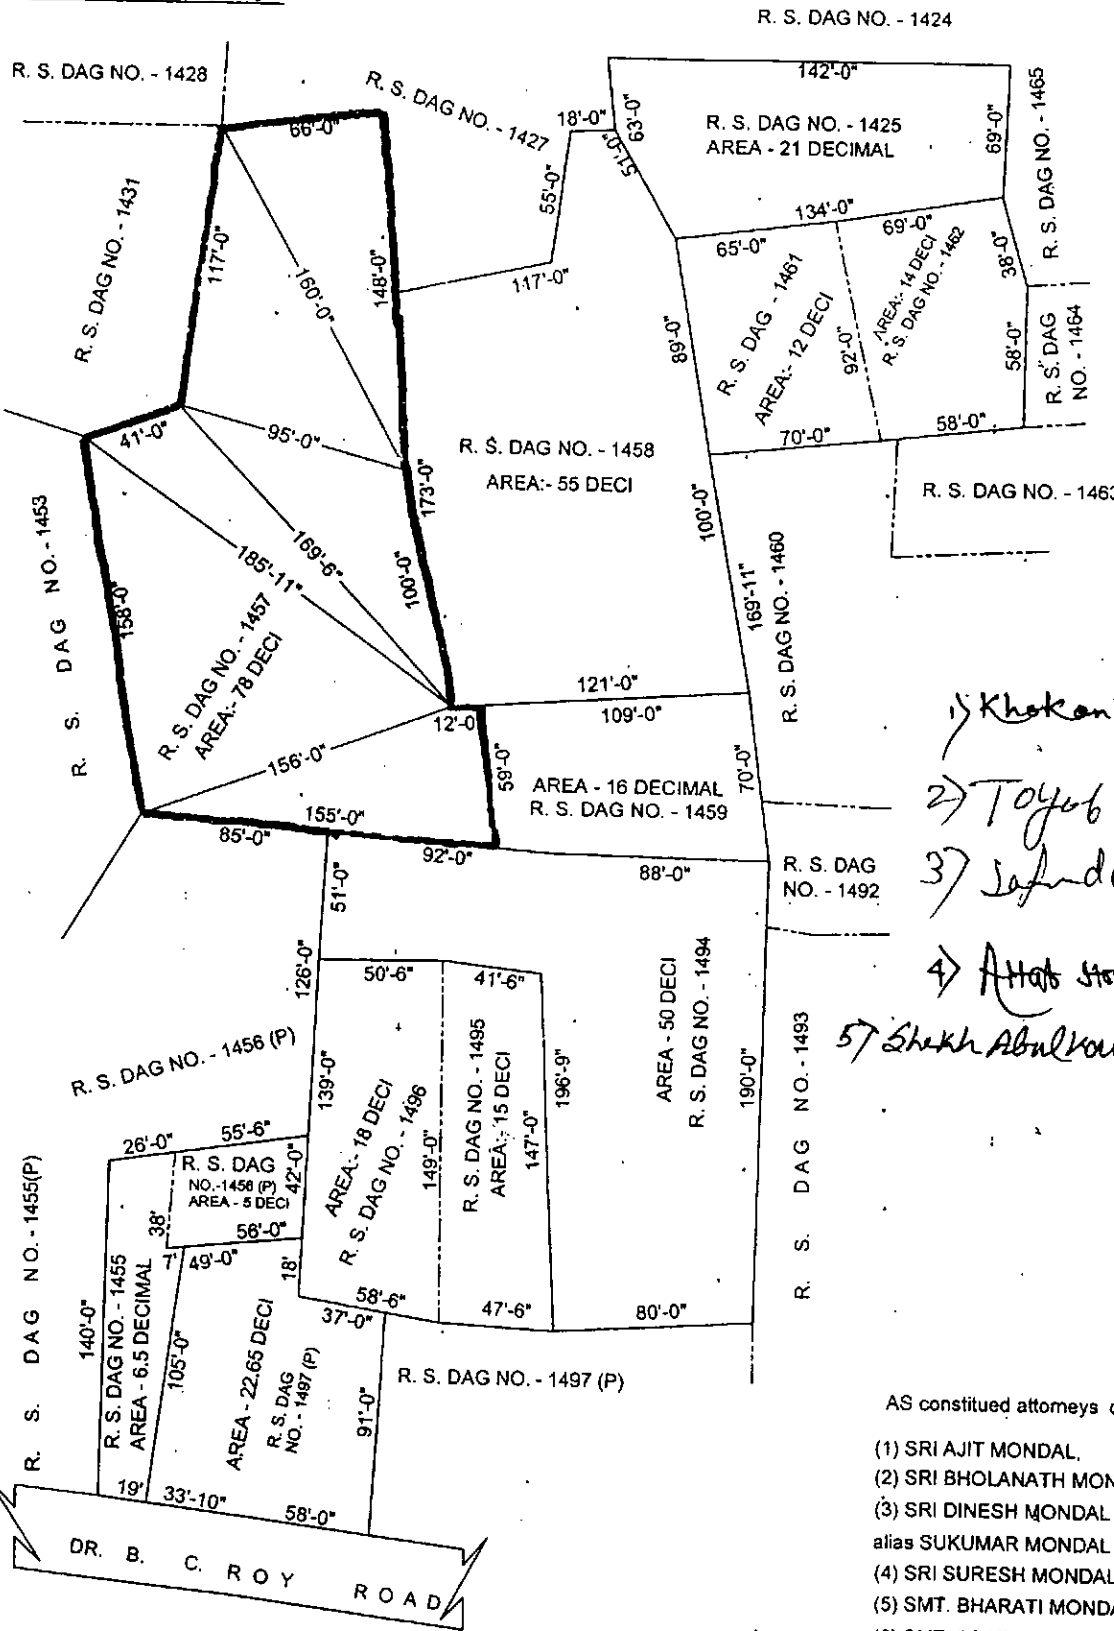 R. S. DAG NO. - 1424
R. S. DAG NO. - 1428
R. S. DAG NO. - 1427
142'-0"
66'-0"
18'-0"
63'-0"
51'-0"
R. S. DAG NO. - 1425
AREA - 21 DECIMAL
69'-0"
R. S. DAG NO. - 1465
R. S. DAG NO. - 1431
117'-0"
160'-0"
148'-0"
55'-0"
117'-0"
134'-0"
65'-0"
69'-0"
89'-0"
R. S. DAG - 1461
AREA:- 12 DECI
92'-0"
AREA:- 14 DECI
R. S. DAG NO. - 1462
38'-0"
58'-0"
R. S. DAG
NO. - 1464
41'-0"
95'-0"
70'-0"
58'-0"
R. S. DAG NO. - 1458
AREA:- 55 DECI
R. S. DAG NO. - 1463
173'-0"
100'-0"
100'-0"
169'-6"
185'-11"
R. S. DAG NO. - 1453
158'-0"
R. S. DAG NO. - 1457
AREA:- 78 DECI
169'-11"
R. S. DAG NO. - 1460
121'-0"
109'-0"
12'-0
156'-0"
59'-0"
AREA - 16 DECIMAL
R. S. DAG NO. - 1459
70'-0"
1) Khokan
2) Toyob
3)
4)
5) Shekh Abul
155'-0"
85'-0"
92'-0"
88'-0"
R. S. DAG
NO. - 1492
51'-0"
126'-0"
50'-6"
41'-6"
AREA - 50 DECI
R. S. DAG NO. - 1494
R. S. DAG NO. - 1493
R. S. DAG NO. - 1456 (P)
139'-0"
AREA:- 18 DECI
R. S. DAG NO. - 1496
149'-0"
R. S. DAG NO. - 1495
AREA:- 15 DECI
147'-0"
196'-9"
190'-0"
26'-0"
55'-6"
R. S. DAG
NO.-1456 (P)
AREA - 5 DECI
42'-0"
38'
56'-0"
7'
49'-0"
18'
R. S. DAG NO. - 1455(P)
140'-0"
R. S. DAG NO. - 1455
AREA - 6.5 DECIMAL
105'-0"
58'-6"
37'-0"
47'-6"
80'-0"
AREA - 22.65 DECI
R. S. DAG
NO. - 1497 (P)
91'-0"
R. S. DAG NO. - 1497 (P)
19'
33'-10"
58'-0"
DR. B. C. ROY ROAD
AS constitued attorneys
(1) SRI AJIT MONDAL,
(2) SRI BHOLANATH MON
(3) SRI DINESH MONDAL
alias SUKUMAR MONDAL
(4) SRI SURESH MONDAL
(5) SMT. BHARATI MONDA